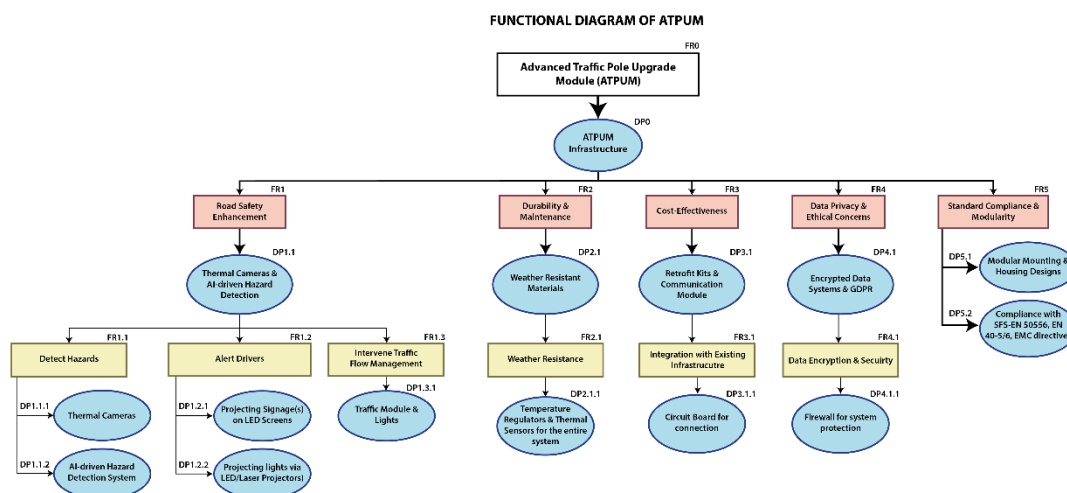 FUNCTIONAL DIAGRAM OF ATPUM
FR0
Advanced Traffic Pole Upgrade
Module (ATPUM)
DP0
ATPUM
Infrastructure
FR1
Road Safety
Enhancement
FR2
Durability &
Maintenance
FR3
Cost-Effectiveness
FR4
Data Privacy &
Ethical Concerns
FR5
Standard Compliance &
Modularity
DP1.1
Thermal Cameras &
AI-driven Hazard
Detection
DP2.1
Weather Resistant
Materials
DP3.1
Retrofit Kits &
Communication
Module
DP4.1
Encrypted Data
Systems & GDPR
DP5.1
Modular Mounting &
Housing Designs
DP5.2
Compliance with
SFS-EN 50556, EN
40-5/6, EMC directive
FR1.1
Detect Hazards
FR1.2
Alert Drivers
FR1.3
Intervene Traffic
Flow Management
FR2.1
Weather Resistance
FR3.1
Integration with Existing
Infrastrucutre
FR4.1
Data Encryption & Secuirty
DP1.1.1
Thermal Cameras
DP1.1.2
AI-driven Hazard
Detection System
DP1.2.1
Projecting Signage(s)
on LED Screens
DP1.2.2
Projecting lights via
LED/Laser Projectors)
DP1.3.1
Traffic Module &
Lights
DP2.1.1
Temperature
Regulators & Thermal
Sensors for the entire
system
DP3.1.1
Circuit Board for
connection
DP4.1.1
Firewall for system
protection